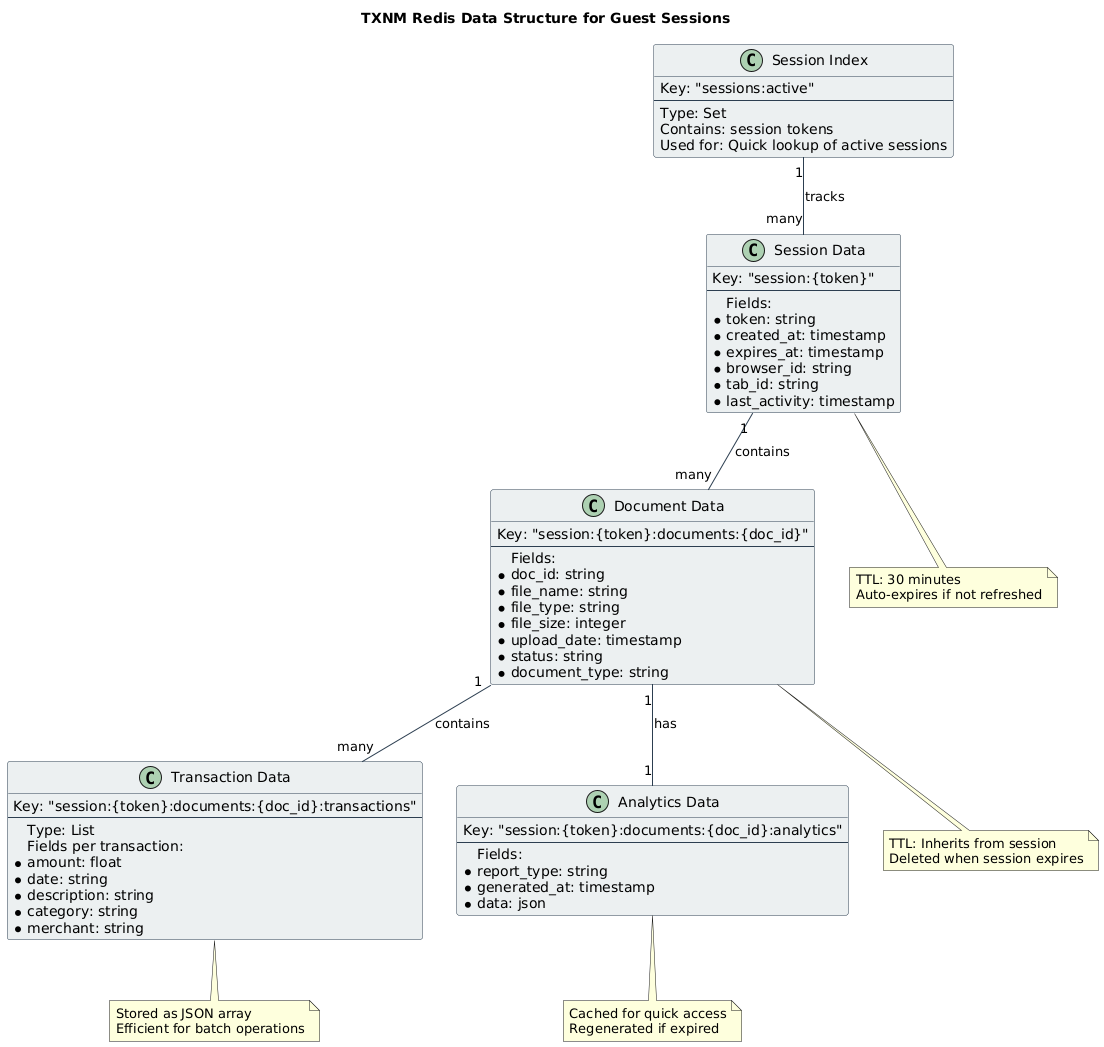 TXNM Redis Data Structure for Guest Sessions
C Session Index
Key: "sessions:active"
Type: Set
Contains: session tokens
Used for: Quick lookup of active sessions
1
tracks
many
C Session Data
Key: "session:{token}"
Fields:
token: string
created_at: timestamp
expires_at: timestamp
browser_id: string
tab_id: string
last_activity: timestamp
1
contains
many
C Document Data
Key: "session:{token}:documents:{doc_id}"
Fields:
doc_id: string
file_name: string
file_type: string
file_size: integer
upload_date: timestamp
status: string
document_type: string
TTL: 30 minutes
Auto-expires if not refreshed
1
contains
many
1
has
1
C Transaction Data
Key: "session:{token}:documents:{doc_id}:transactions"
Type: List
Fields per transaction:
amount: float
date: string
description: string
category: string
merchant: string
C Analytics Data
Key: "session:{token}:documents:{doc_id}:analytics"
Fields:
report_type: string
generated_at: timestamp
data: json
TTL: Inherits from session
Deleted when session expires
Stored as JSON array
Efficient for batch operations
Cached for quick access
Regenerated if expired